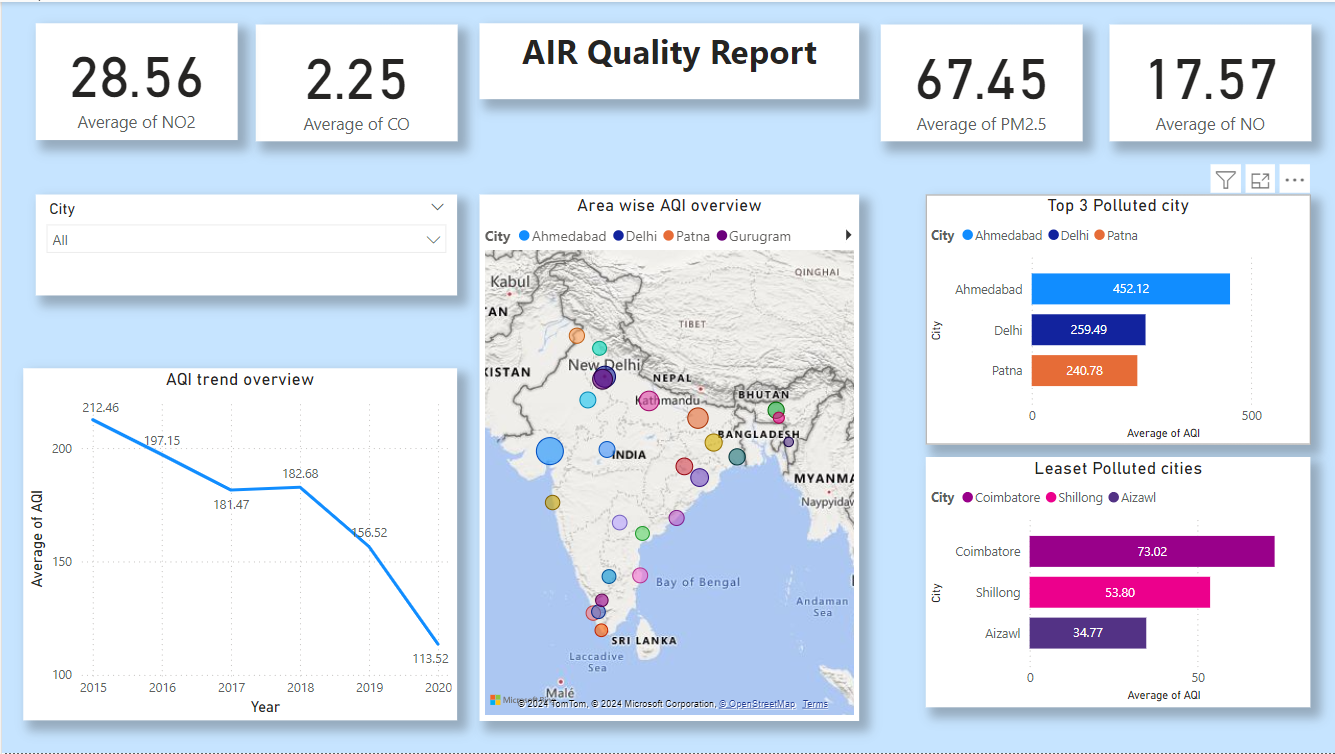 28.56
Average of NO2
2.25
Average of CO
AIR Quality Report
67.45
Average of PM2.5
17.57
Average of NO
City
All
AQI trend overview
212.46
197.15
181.47
182.68
156.52
113.52
200
150
100
Average of AQI
2015 2016 2017 2018 2019 2020
Year
Area wise AQI overview
City Ahmedabad Delhi Patna Gurugram
QINGHAI
Kabul
AN
TIBET
KISTAN
New Delhi
NEPAL
Kathmandu
BHUTAN
BANGLADESH
INDIA
MYANMA
Naypyidaw
Bay of Bengal
Andaman
Sea
SRI LANKA
Laccadive
Sea
Malé
Microsoft Bing
© 2024 TomTom, © 2024 Microsoft Corporation, © OpenStreetMap Terms
Top 3 Polluted city
City Ahmedabad Delhi Patna
City
Ahmedabad 452.12
Delhi 259.49
Patna 240.78
0 500
Average of AQI
Leaset Polluted cities
City Coimbatore Shillong Aizawl
City
Coimbatore 73.02
Shillong 53.80
Aizawl 34.77
0 50
Average of AQI